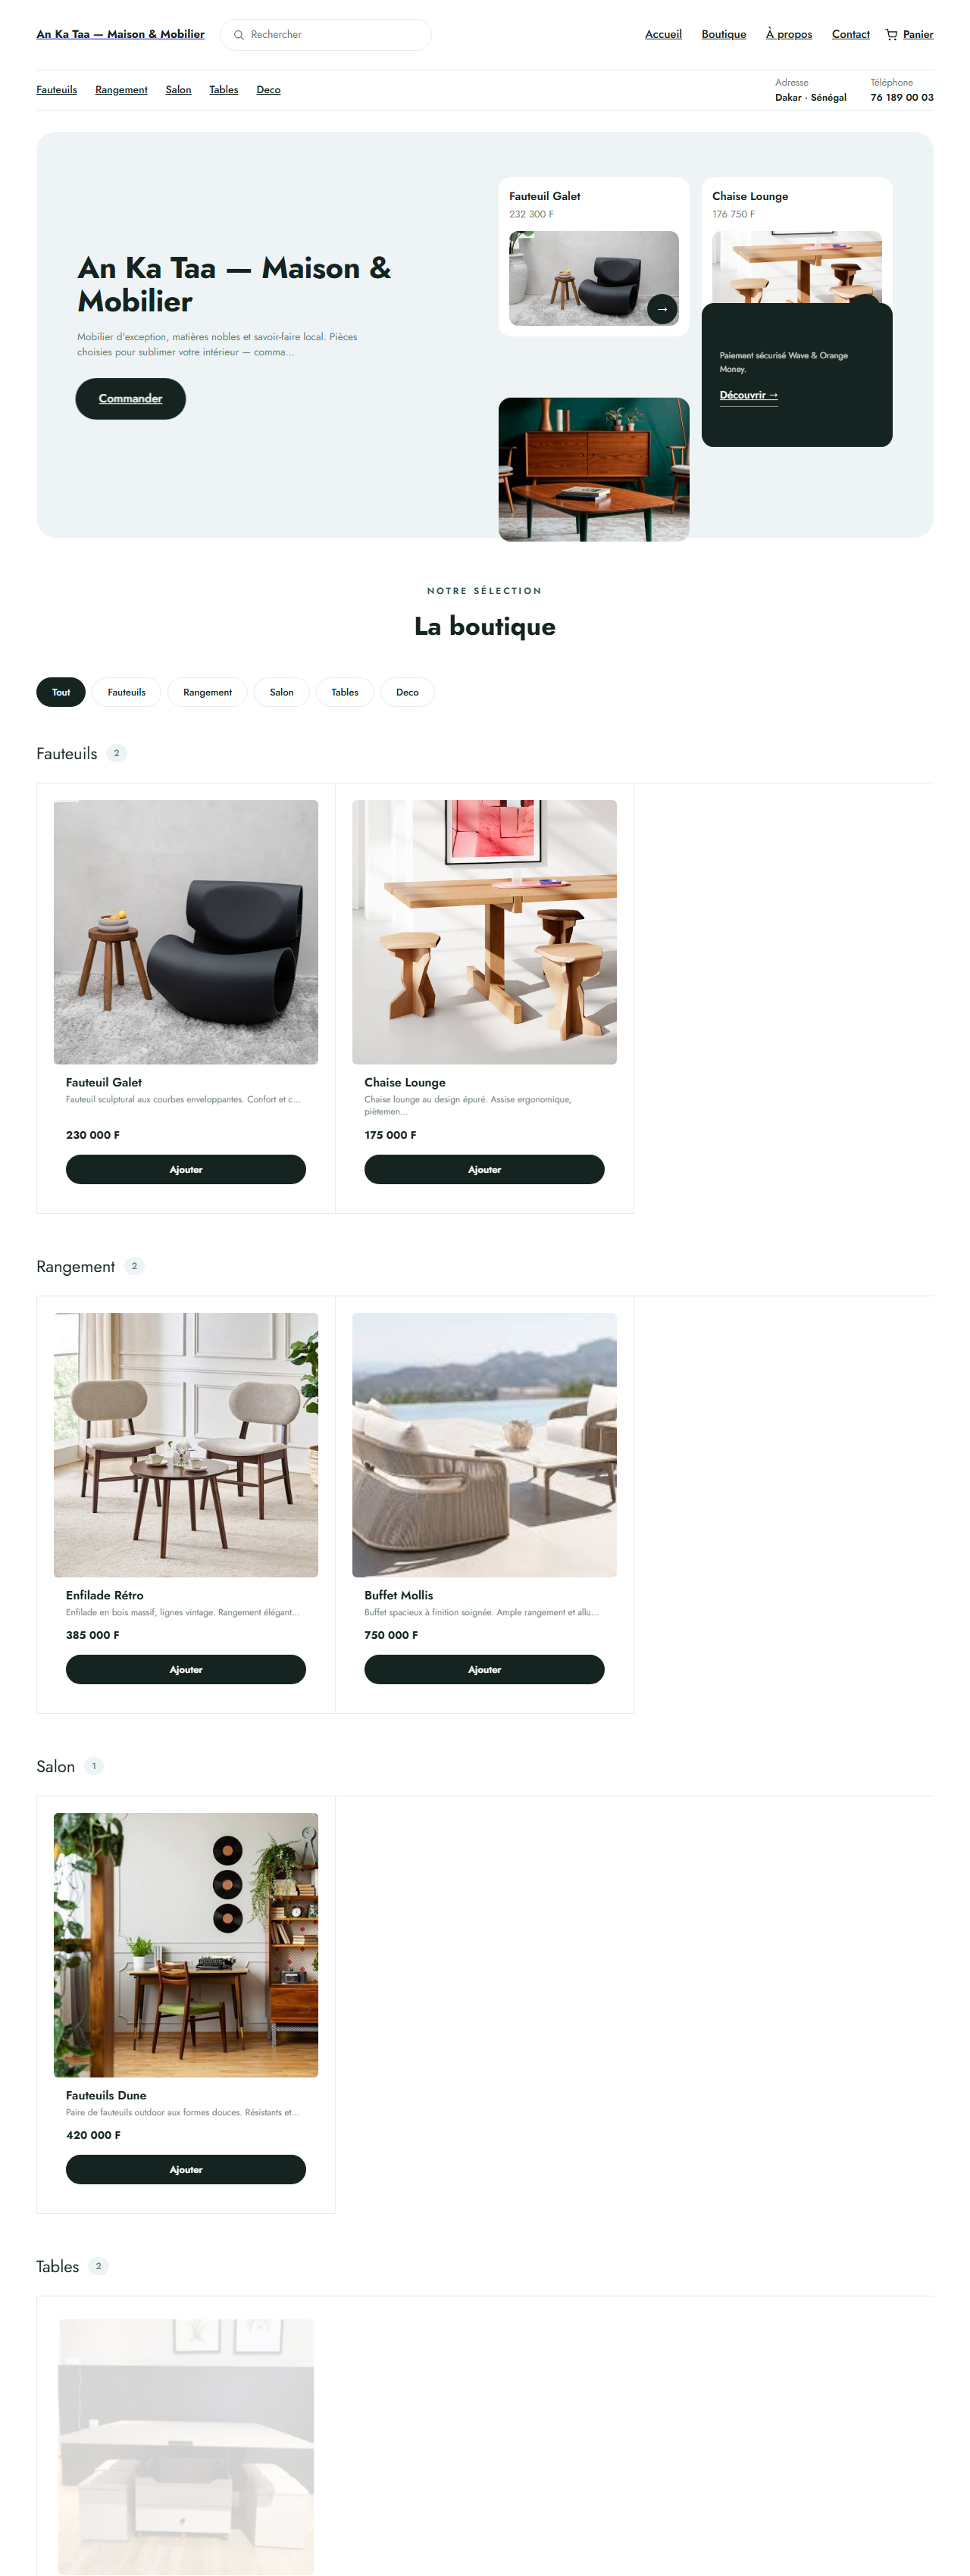 An Ka Taa — Maison & Mobilier
Rechercher
Accueil
Boutique
À propos
Contact
Panier
Fauteuils
Rangement
Salon
Tables
Deco
Adresse
Dakar · Sénégal
Téléphone
76 189 00 03
An Ka Taa — Maison &
Mobilier
Mobilier d'exception, matières nobles et savoir-faire local. Pièces
choisies pour sublimer votre intérieur — comma...
Commander
Fauteuil Galet
232 300 F
→
Chaise Lounge
176 750 F
Paiement sécurisé Wave & Orange
Money.
Découvrir →
NOTRE SÉLECTION
La boutique
Tout
Fauteuils
Rangement
Salon
Tables
Deco
Fauteuils 2
Fauteuil Galet
Fauteuil sculptural aux courbes enveloppantes. Confort et c...
230 000 F
Ajouter
Chaise Lounge
Chaise lounge au design épuré. Assise ergonomique,
piètemen...
175 000 F
Ajouter
Rangement 2
Enfilade Rétro
Enfilade en bois massif, lignes vintage. Rangement élégant...
385 000 F
Ajouter
Buffet Mollis
Buffet spacieux à finition soignée. Ample rangement et allu...
750 000 F
Ajouter
Salon 1
Fauteuils Dune
Paire de fauteuils outdoor aux formes douces. Résistants et...
420 000 F
Ajouter
Tables 2